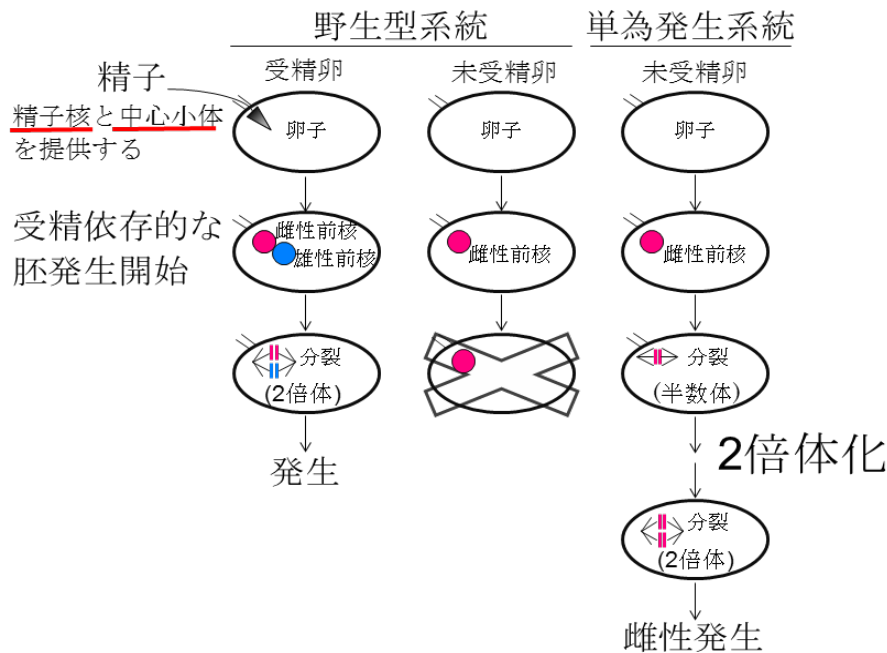 野生型系統
単為発生系統
受精卵
未受精卵
未受精卵
精子
精子核と中心小体
を提供する
卵子
卵子
卵子
受精依存的な
胚発生開始
雌性前核
雄性前核
雌性前核
雌性前核
分裂
(2倍体)
分裂
(半数体)
発生
2倍体化
分裂
(2倍体)
雌性発生